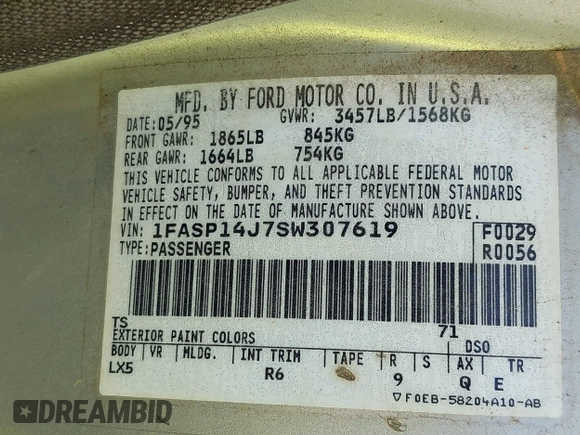 MFD. BY FORD MOTOR CO. IN U.S.A.
DATE: 05/95 GVWR: 3457LB/1568KG
FRONT GAWR: 1865LB 845KG
REAR GAWR: 1664LB 754KG
THIS VEHICLE CONFORMS TO ALL APPLICABLE FEDERAL MOTOR
VEHICLE SAFETY, BUMPER, AND THEFT PREVENTION STANDARDS
IN EFFECT ON THE DATE OF MANUFACTURE SHOWN ABOVE.
VIN: 1FASP14J7SW307619 F0029
TYPE: PASSENGER R0056
TS 71
EXTERIOR PAINT COLORS DSO
BODY VR MLDG. INT TRIM TAPE R S AX TR
LX5 R6 9 Q E
▽ F0EB-58204A10-AB
DREAMBID